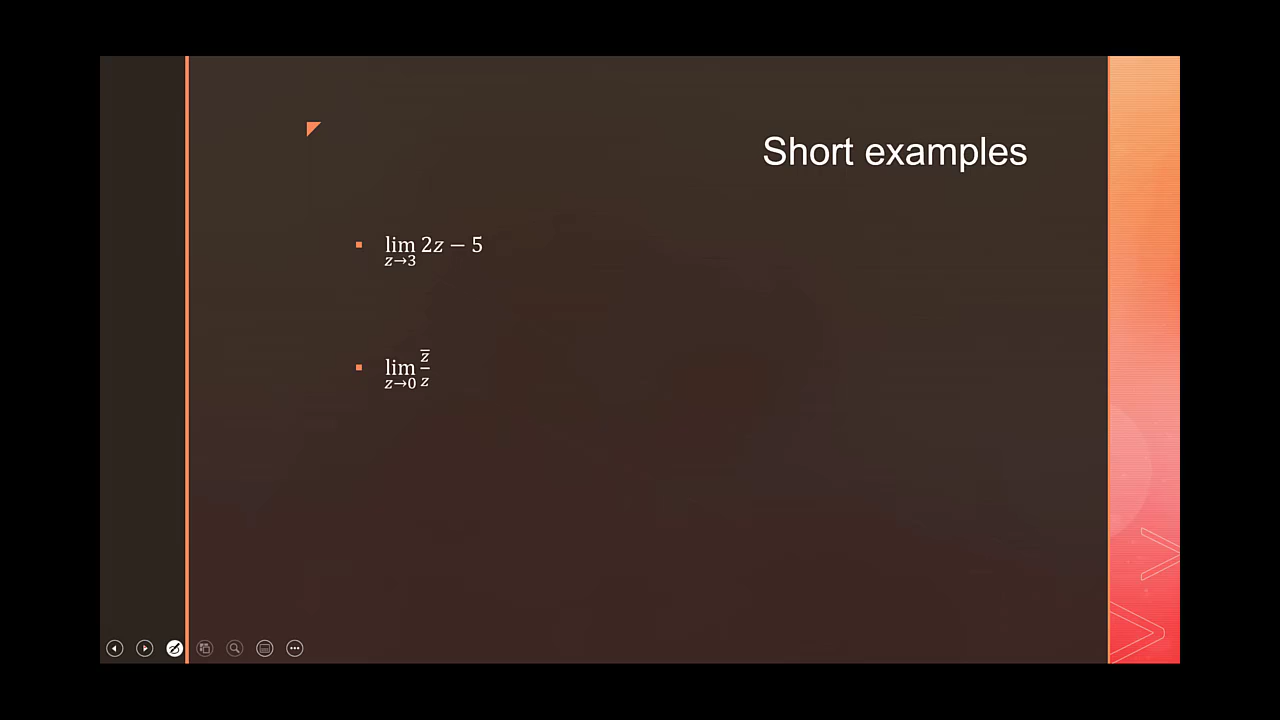 Short examples
▪ lim 2z − 5
z→3
▪ lim z̅/z
z→0